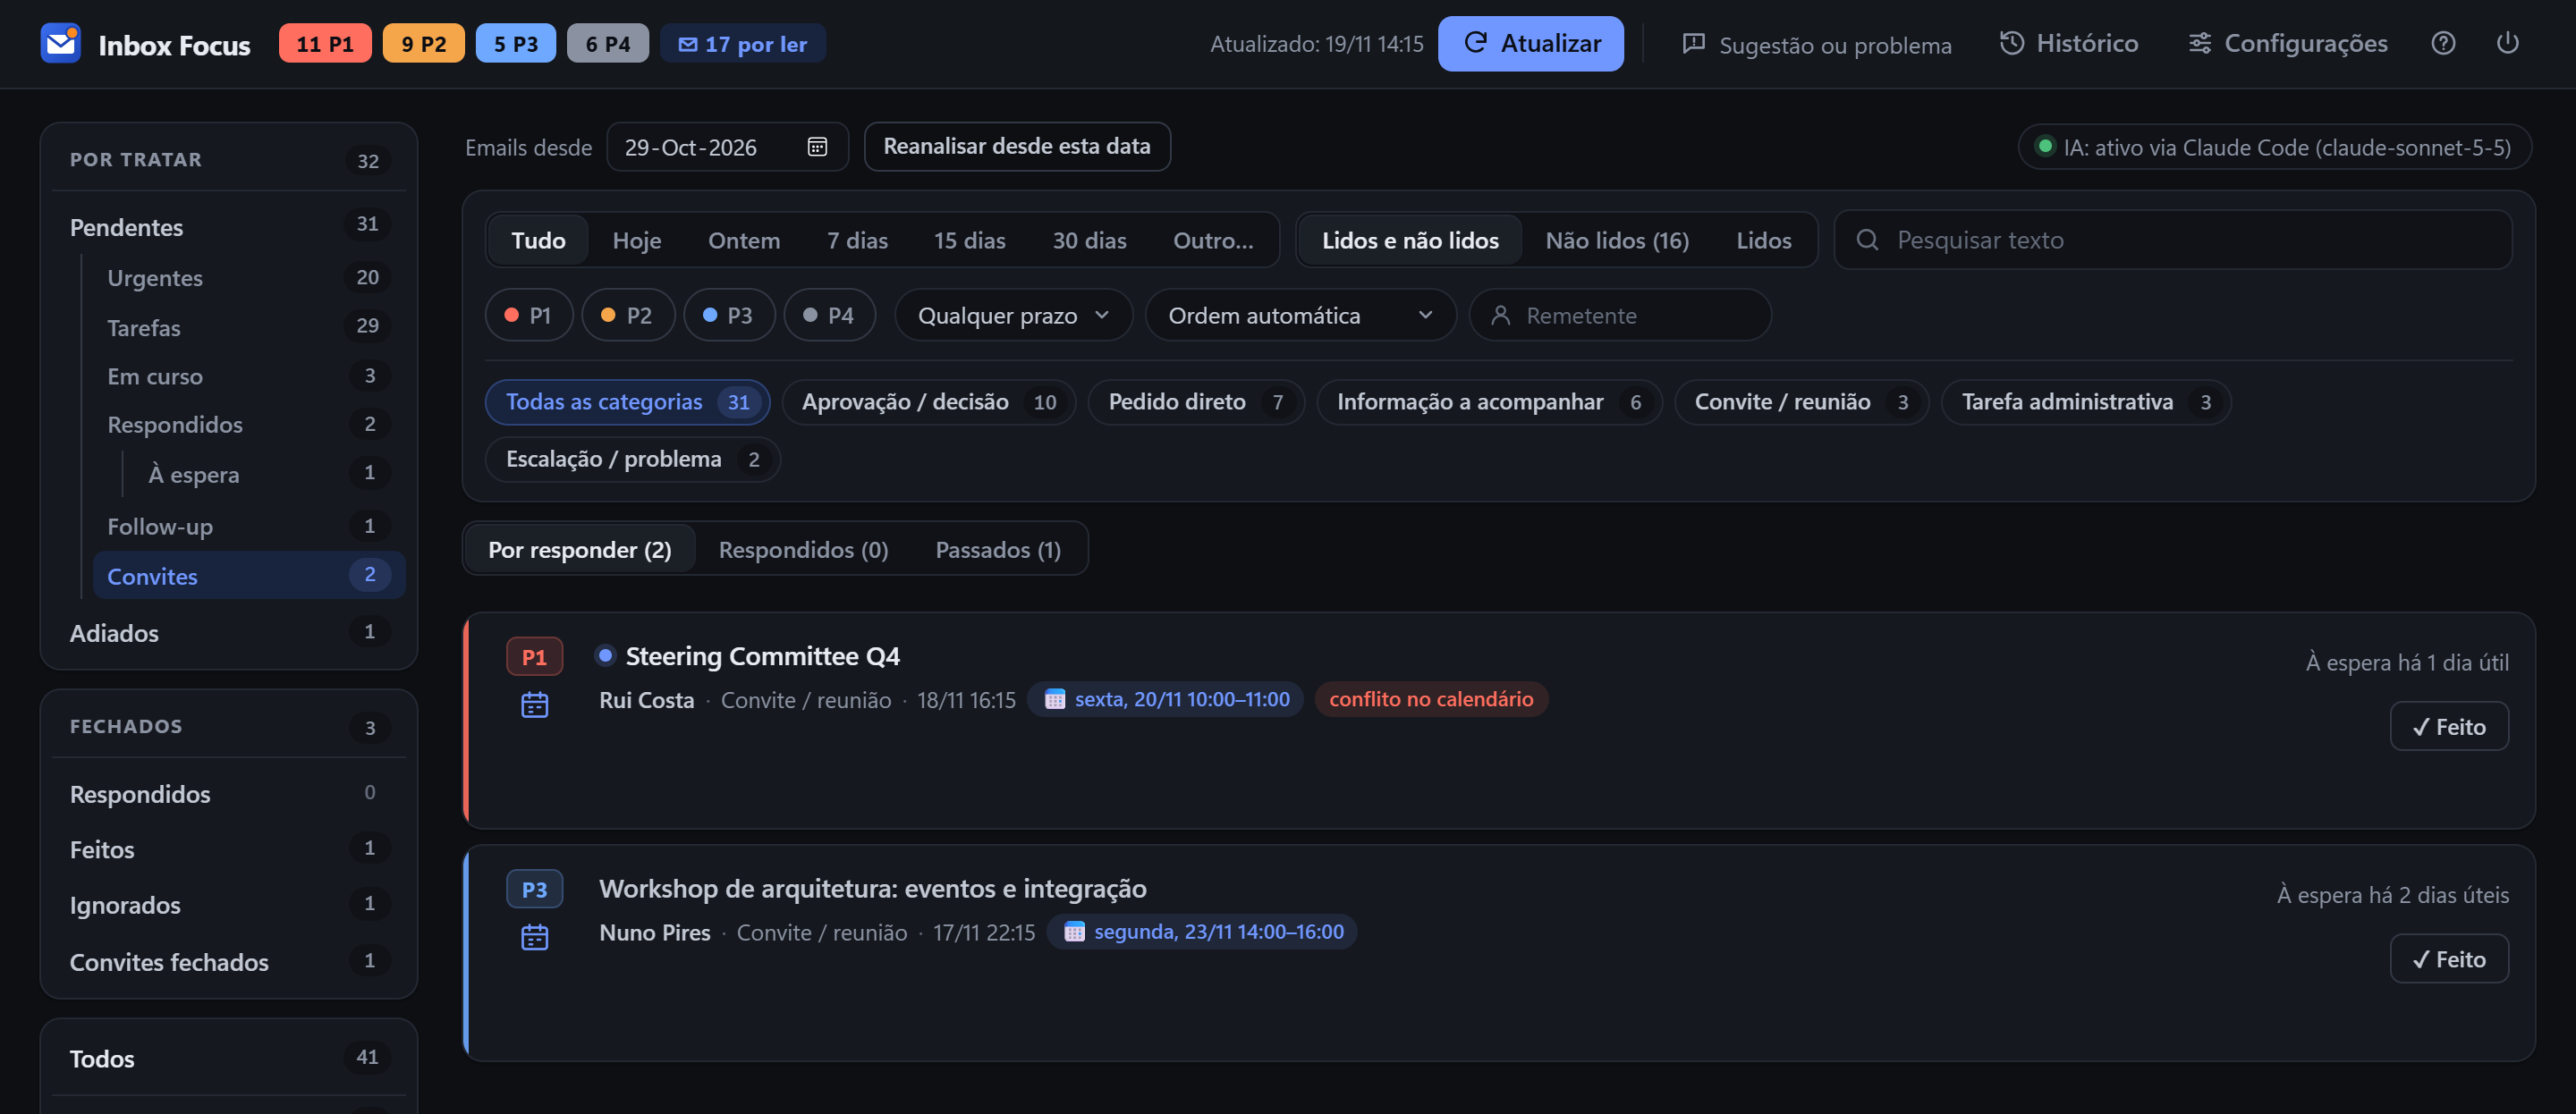 Inbox Focus 11 P1 9 P2 5 P3 6 P4 17 por ler Atualizado: 19/11 14:15 Atualizar Sugestão ou problema Histórico Configurações
POR TRATAR 32
Pendentes 31
Urgentes 20
Tarefas 29
Em curso 3
Respondidos 2
À espera 1
Follow-up 1
Convites 2
Adiados 1
FECHADOS 3
Respondidos 0
Feitos 1
Ignorados 1
Convites fechados 1
Todos 41
Emails desde 29-Oct-2026 Reanalisar desde esta data IA: ativo via Claude Code (claude-sonnet-5-5)
Tudo Hoje Ontem 7 dias 15 dias 30 dias Outro... Lidos e não lidos Não lidos (16) Lidos Pesquisar texto
P1 P2 P3 P4 Qualquer prazo Ordem automática Remetente
Todas as categorias 31 Aprovação / decisão 10 Pedido direto 7 Informação a acompanhar 6 Convite / reunião 3 Tarefa administrativa 3
Escalação / problema 2
Por responder (2) Respondidos (0) Passados (1)
P1 Steering Committee Q4 À espera há 1 dia útil
Rui Costa · Convite / reunião · 18/11 16:15 sexta, 20/11 10:00–11:00 conflito no calendário
✓ Feito
P3 Workshop de arquitetura: eventos e integração À espera há 2 dias úteis
Nuno Pires · Convite / reunião · 17/11 22:15 segunda, 23/11 14:00–16:00
✓ Feito